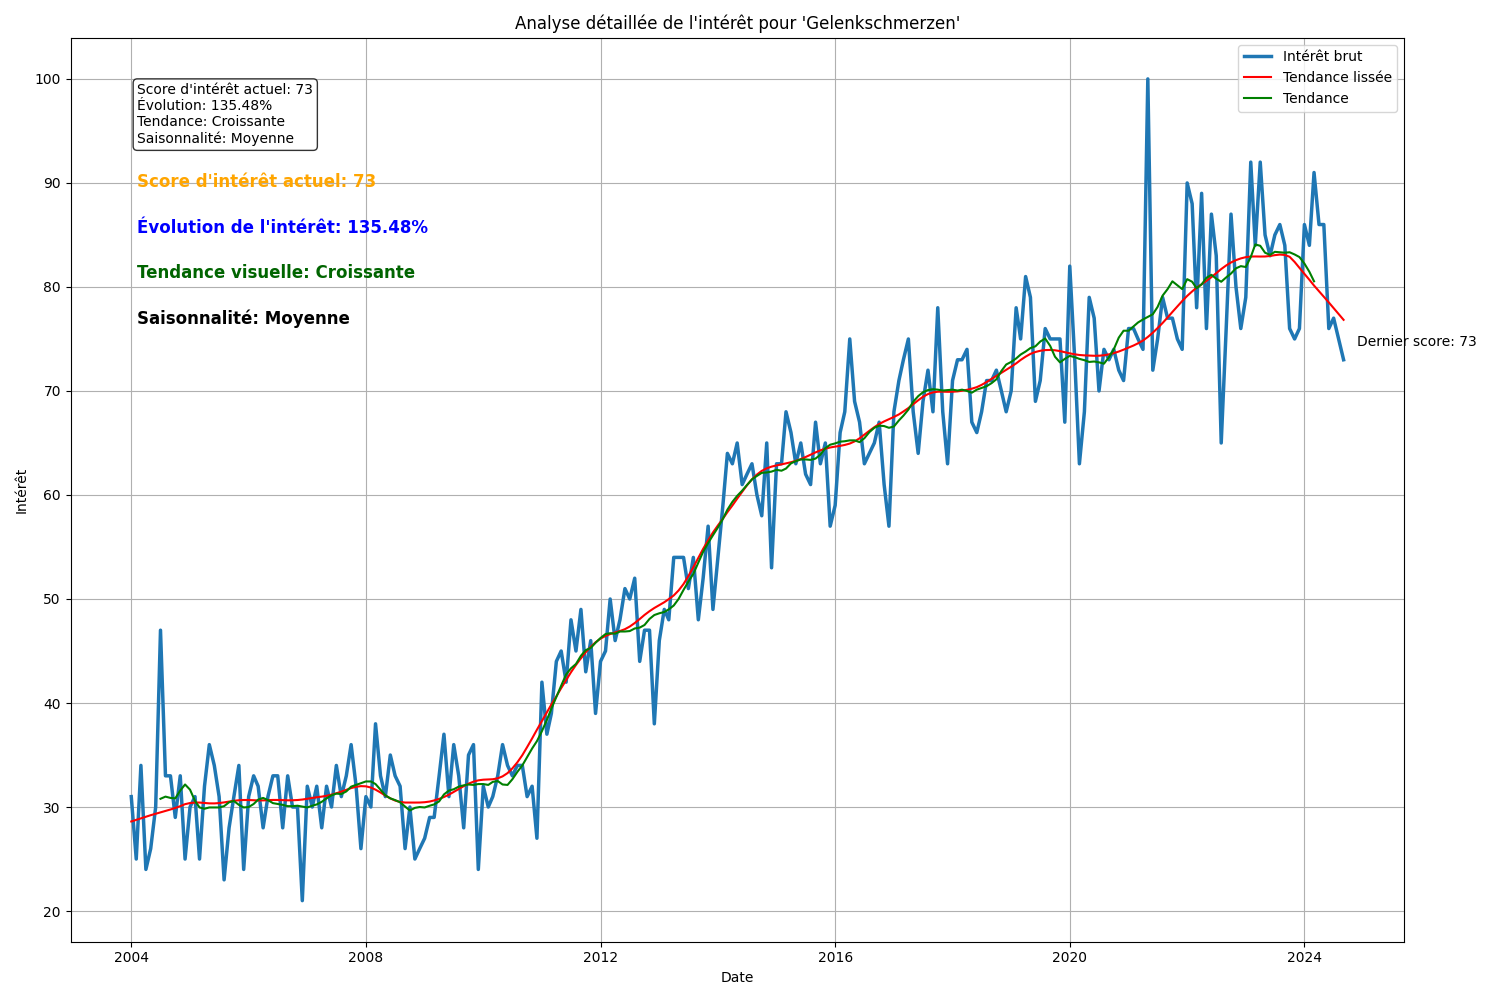 Analyse détaillée de l'intérêt pour 'Gelenkschmerzen'
Intérêt brut
Tendance lissée
Tendance
Score d'intérêt actuel: 73
Évolution: 135.48%
Tendance: Croissante
Saisonnalité: Moyenne
Score d'intérêt actuel: 73
Évolution de l'intérêt: 135.48%
Tendance visuelle: Croissante
Saisonnalité: Moyenne
Dernier score: 73
Intérêt
100
90
80
70
60
50
40
30
20
2004 2008 2012 2016 2020 2024
Date